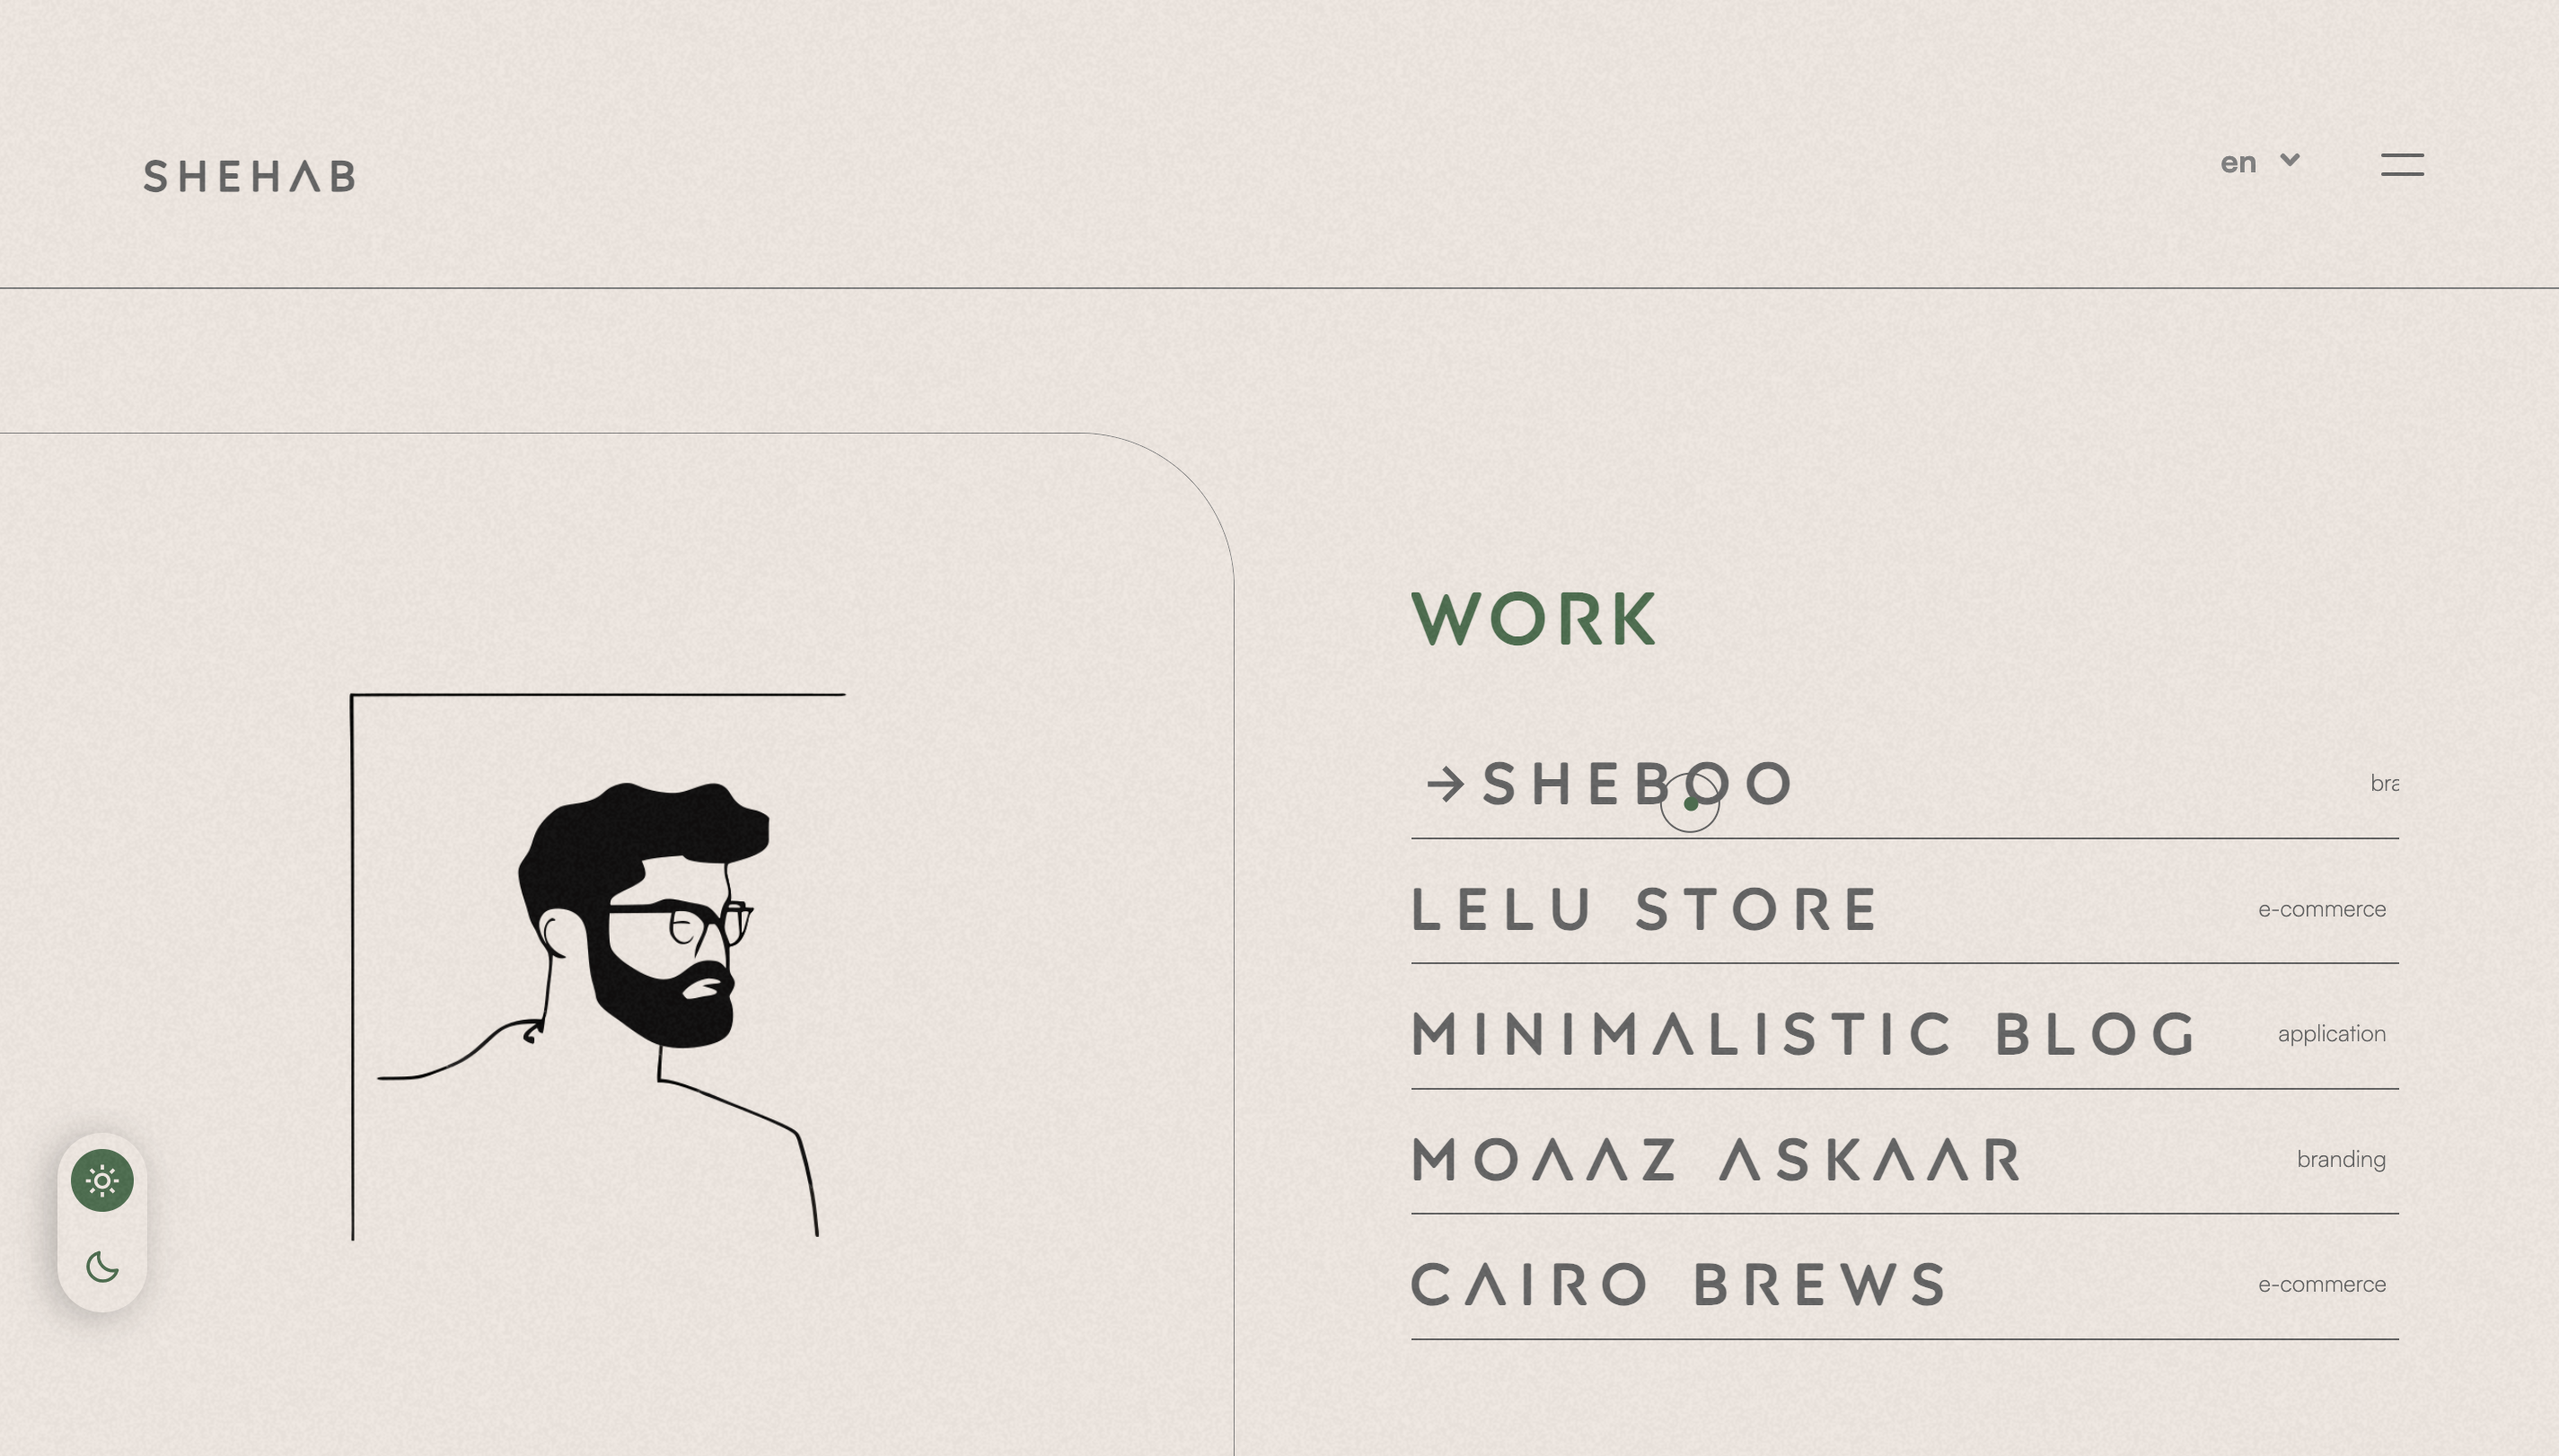 SHEHAB
en
WORK
→SHEBOO bra
LELU STORE e-commerce
MINIMALISTIC BLOG application
MOAAZ ASKAAR branding
CAIRO BREWS e-commerce